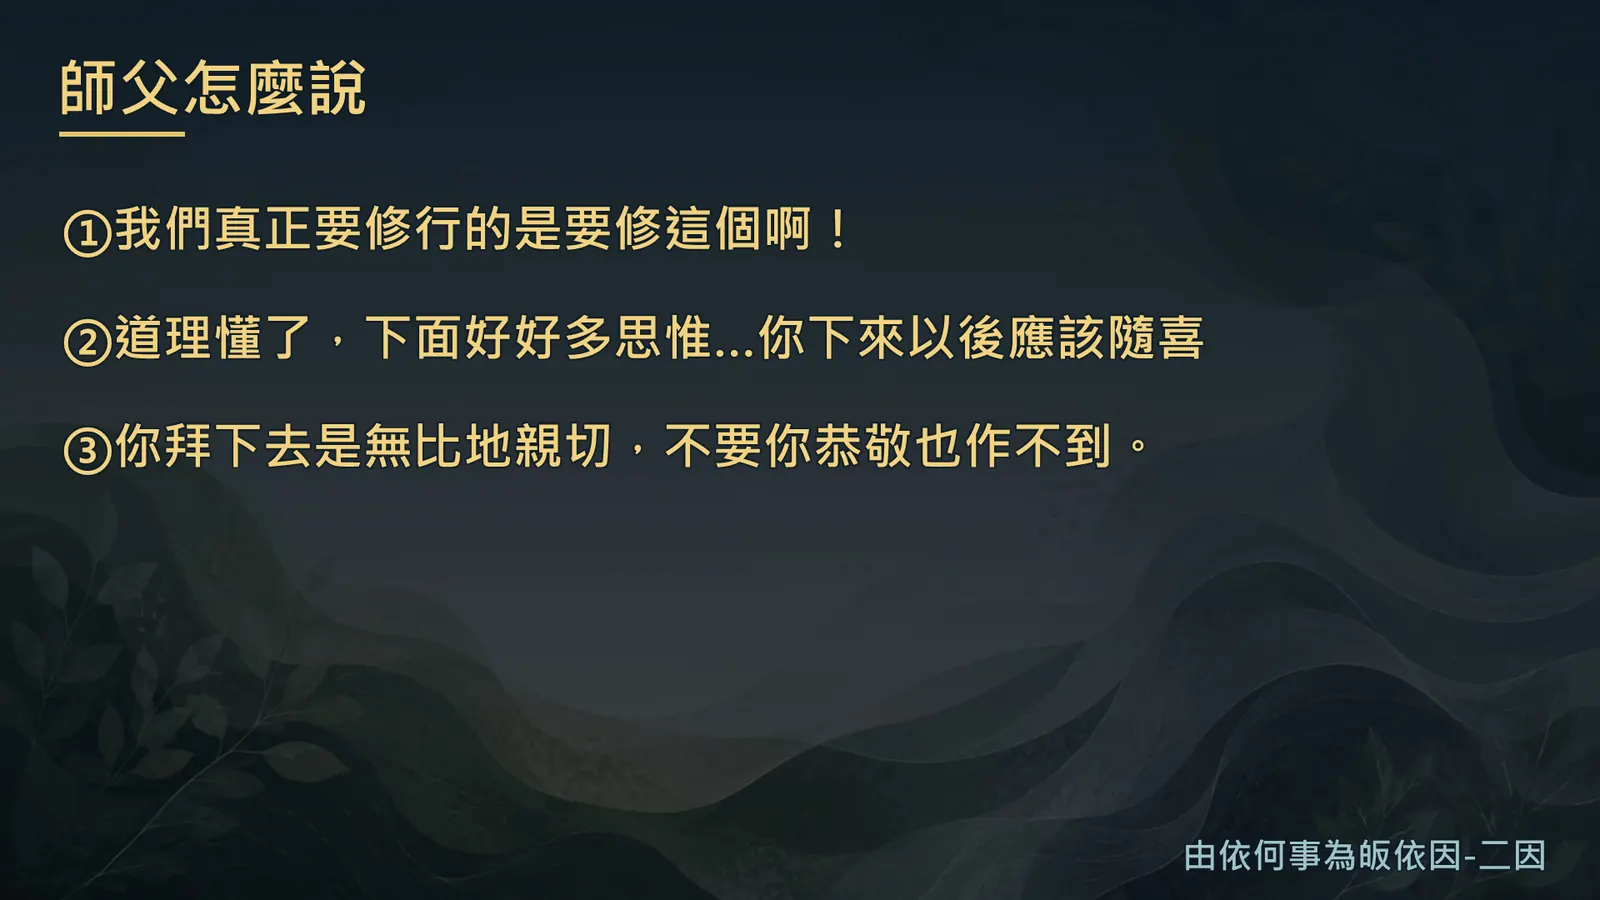 師父怎麼說
①我們真正要修行的是要修這個啊！
②道理懂了，下面好好多思惟...你下來以後應該隨喜
③你拜下去是無比地親切，不要你恭敬也作不到。
由依何事為皈依因-二因